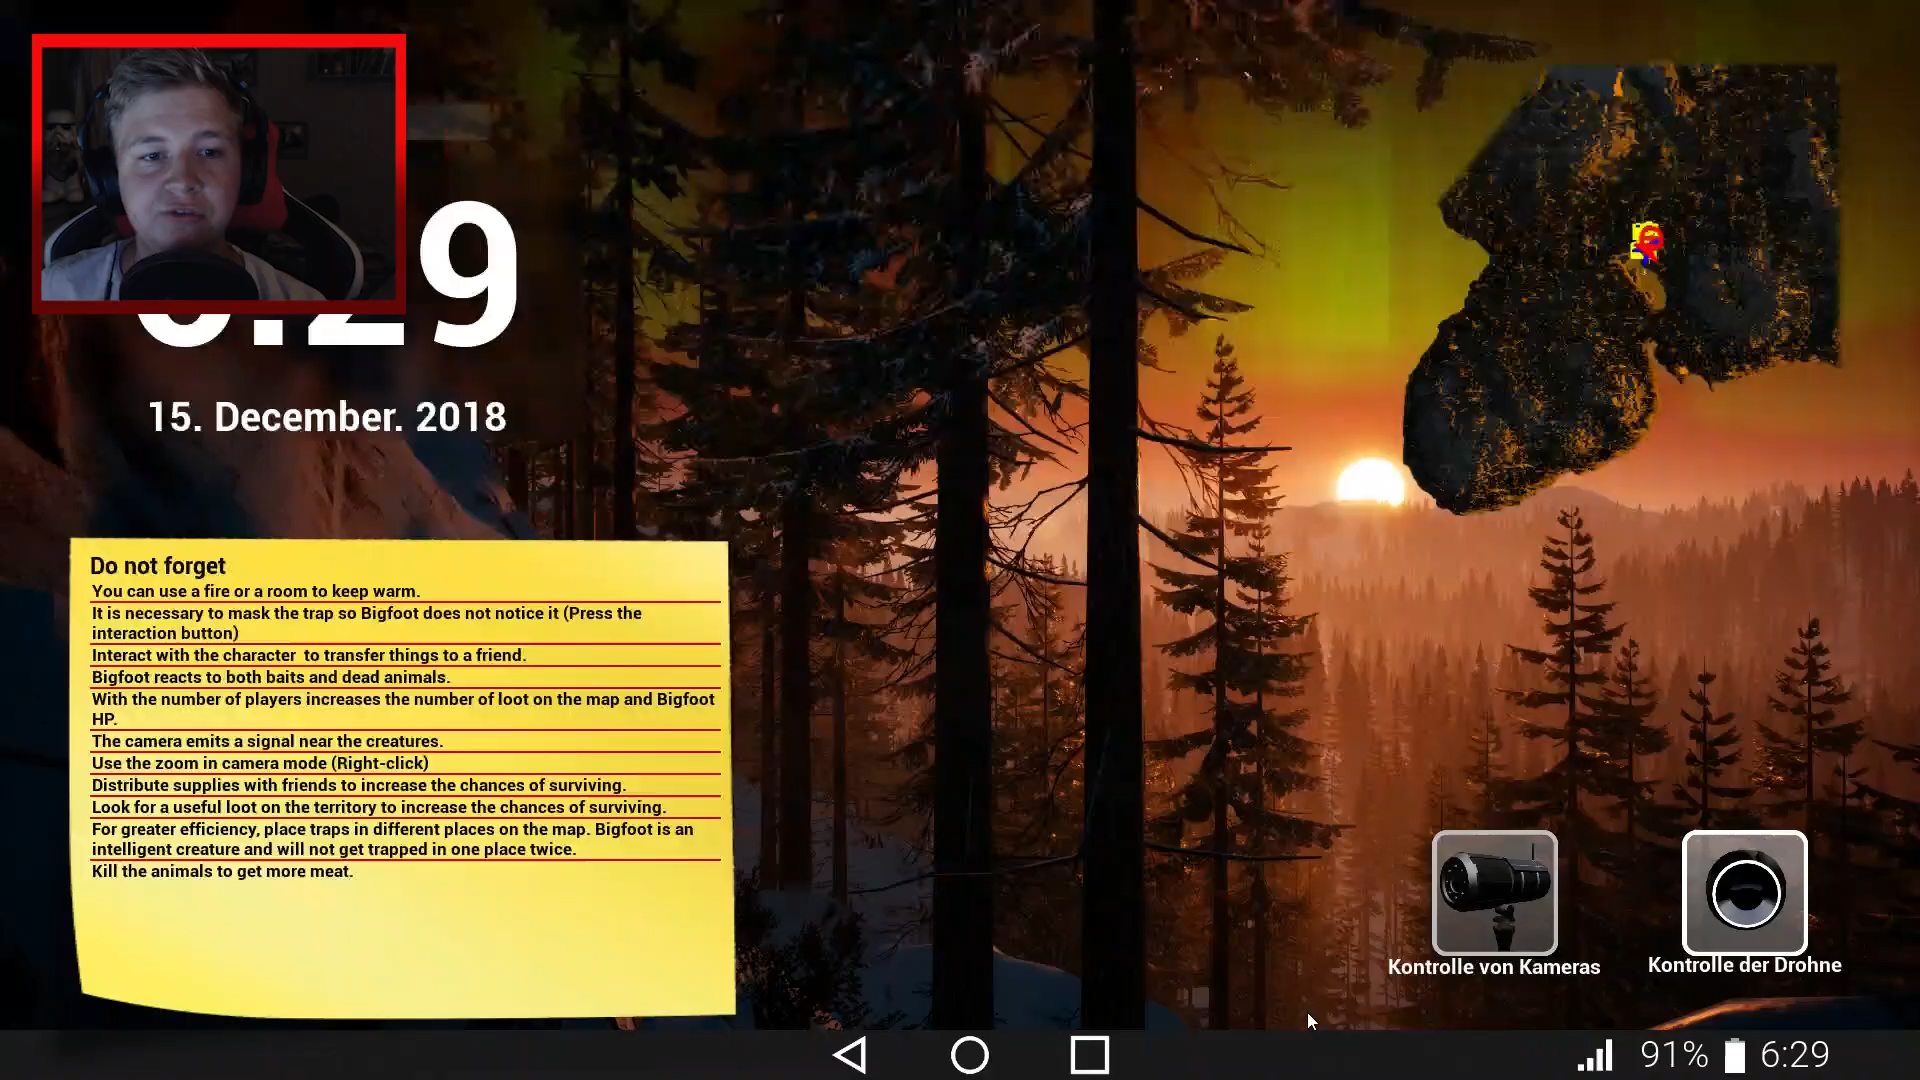 6:29
15. December. 2018
Do not forget
You can use a fire or a room to keep warm.
It is necessary to mask the trap so Bigfoot does not notice it (Press the
interaction button)
Interact with the character  to transfer things to a friend.
Bigfoot reacts to both baits and dead animals.
With the number of players increases the number of loot on the map and Bigfoot
HP.
The camera emits a signal near the creatures.
Use the zoom in camera mode (Right-click)
Distribute supplies with friends to increase the chances of surviving.
Look for a useful loot on the territory to increase the chances of surviving.
For greater efficiency, place traps in different places on the map. Bigfoot is an
intelligent creature and will not get trapped in one place twice.
Kill the animals to get more meat.
Kontrolle von Kameras
Kontrolle der Drohne
91% 6:29